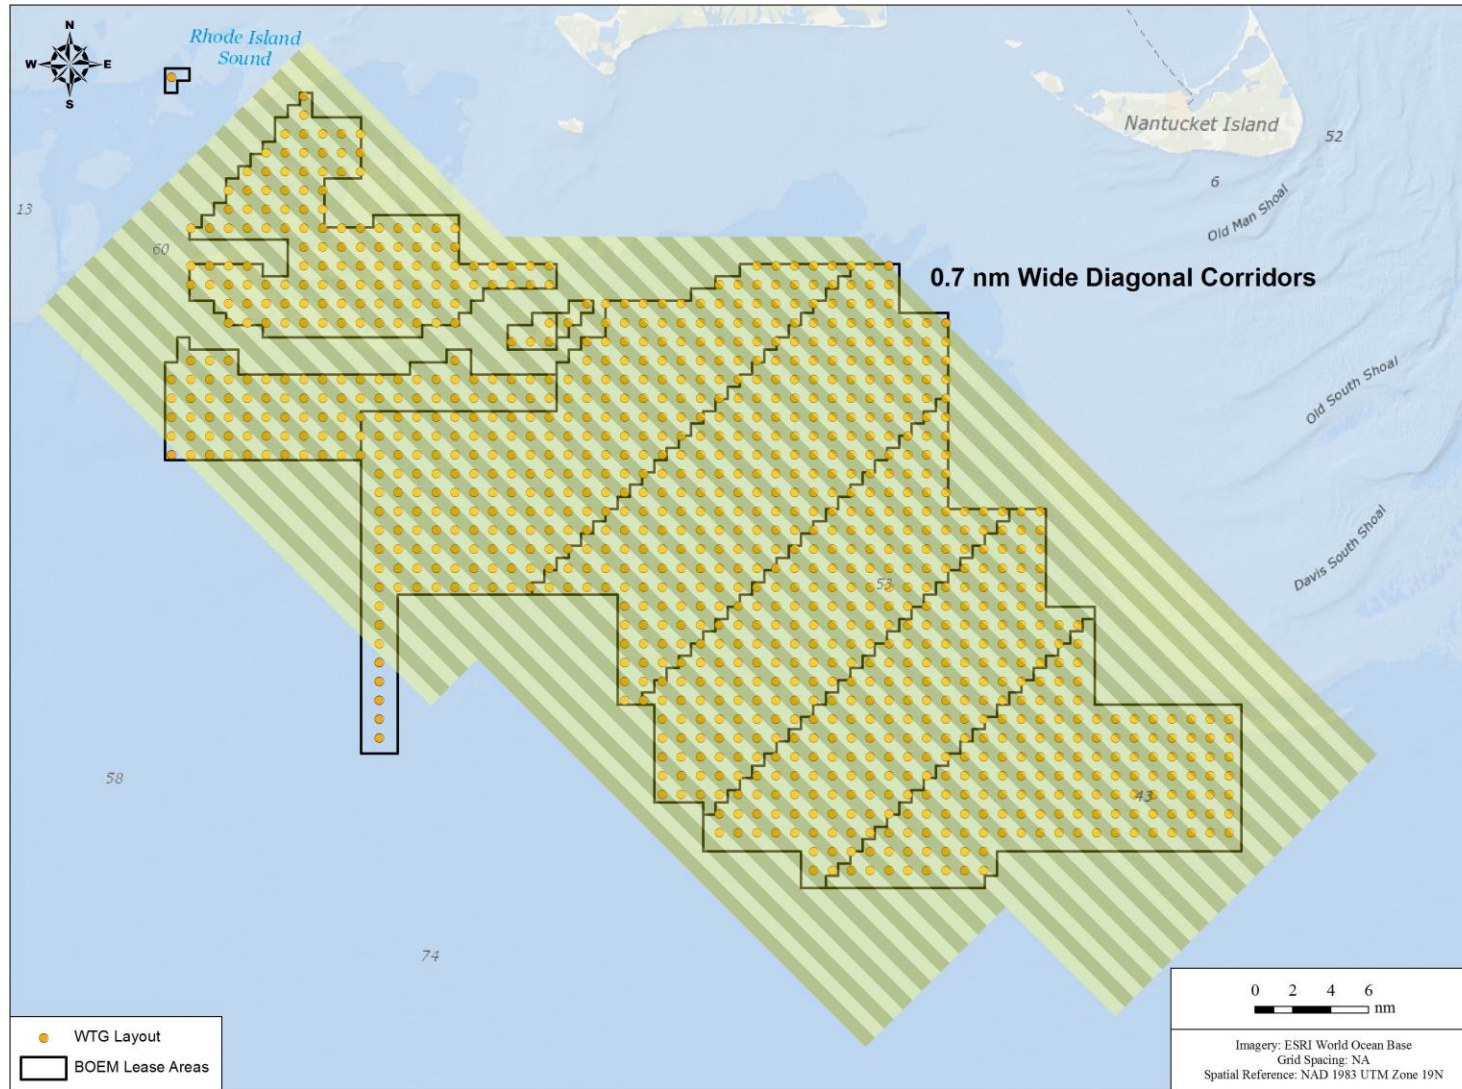 N
W E
S
Rhode Island
Sound
Nantucket Island
52
6
Old Man Shoal
13
60
0.7 nm Wide Diagonal Corridors
Old South Shoal
Davis South Shoal
53
58
43
74
WTG Layout
BOEM Lease Areas
0 2 4 6
nm
Imagery: ESRI World Ocean Base
Grid Spacing: NA
Spatial Reference: NAD 1983 UTM Zone 19N